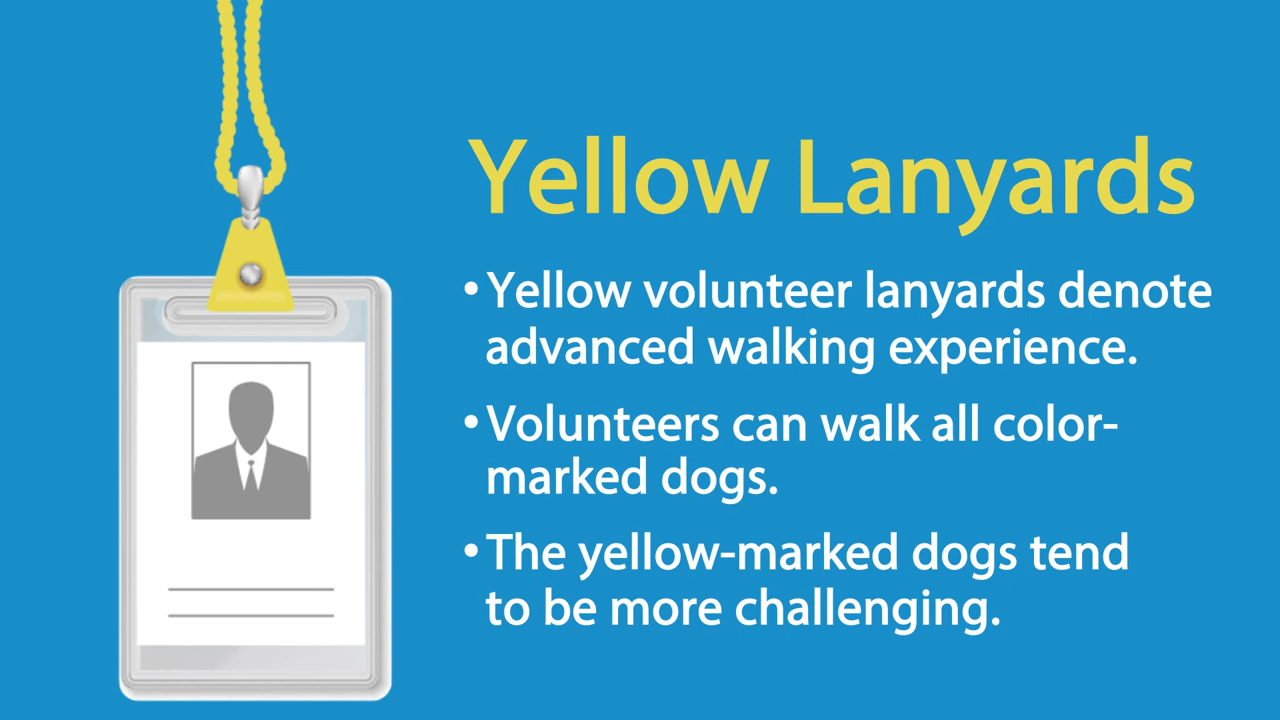 Yellow Lanyards
• Yellow volunteer lanyards denote
advanced walking experience.
• Volunteers can walk all color-
marked dogs.
• The yellow-marked dogs tend
to be more challenging.